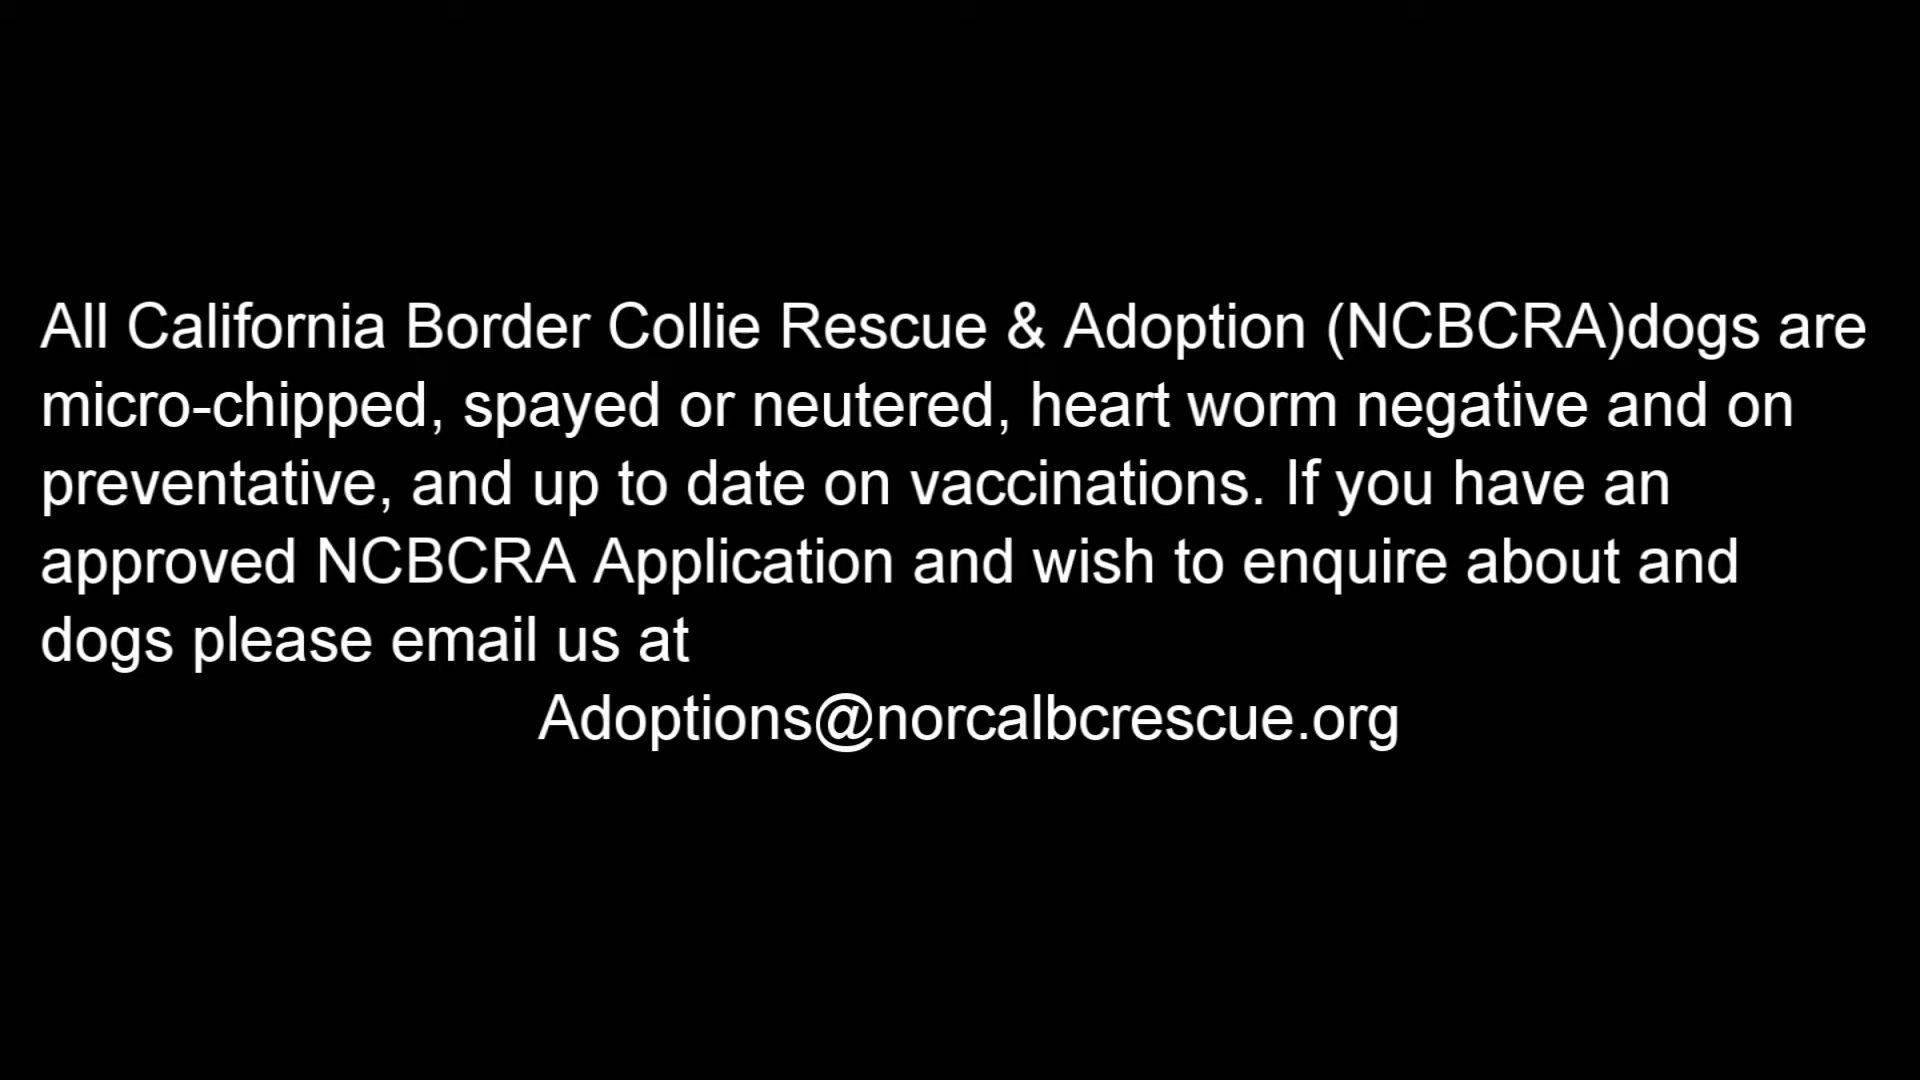 All California Border Collie Rescue & Adoption (NCBCRA)dogs are
micro-chipped, spayed or neutered, heart worm negative and on
preventative, and up to date on vaccinations. If you have an
approved NCBCRA Application and wish to enquire about and
dogs please email us at
Adoptions@norcalbcrescue.org